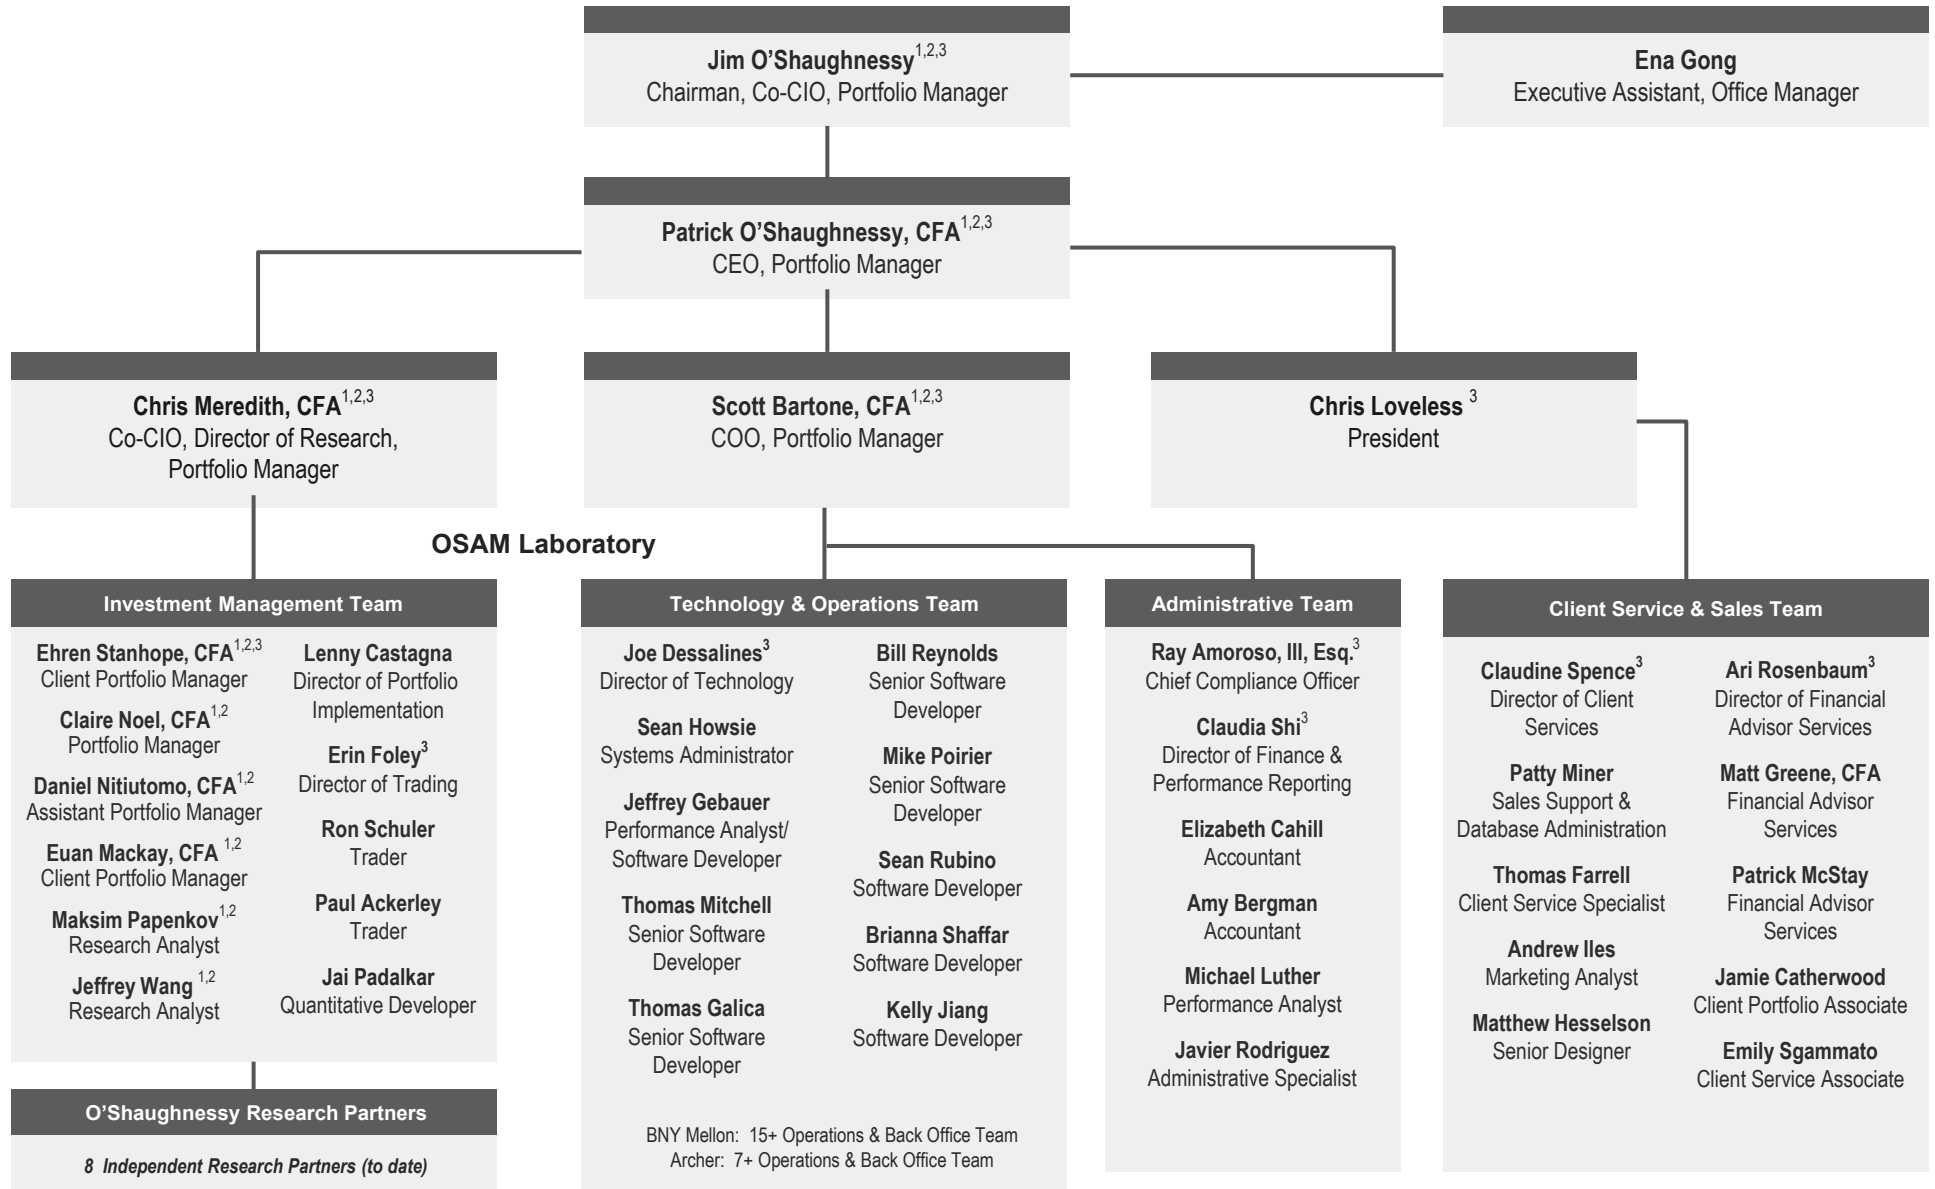 Jim O’Shaughnessy1,2,3
Chairman, Co-CIO, Portfolio Manager
Ena Gong
Executive Assistant, Office Manager
Patrick O’Shaughnessy, CFA1,2,3
CEO, Portfolio Manager
Chris Meredith, CFA1,2,3
Co-CIO, Director of Research,
Portfolio Manager
Scott Bartone, CFA1,2,3
COO, Portfolio Manager
Chris Loveless 3
President
OSAM Laboratory
Investment Management Team
Ehren Stanhope, CFA1,2,3
Client Portfolio Manager
Claire Noel, CFA1,2
Portfolio Manager
Daniel Nitiutomo, CFA1,2
Assistant Portfolio Manager
Euan Mackay, CFA 1,2
Client Portfolio Manager
Maksim Papenkov1,2
Research Analyst
Jeffrey Wang 1,2
Research Analyst
Lenny Castagna
Director of Portfolio
Implementation
Erin Foley3
Director of Trading
Ron Schuler
Trader
Paul Ackerley
Trader
Jai Padalkar
Quantitative Developer
O’Shaughnessy Research Partners
8 Independent Research Partners (to date)
Technology & Operations Team
Joe Dessalines3
Director of Technology
Sean Howsie
Systems Administrator
Jeffrey Gebauer
Performance Analyst/
Software Developer
Thomas Mitchell
Senior Software
Developer
Thomas Galica
Senior Software
Developer
Bill Reynolds
Senior Software
Developer
Mike Poirier
Senior Software
Developer
Sean Rubino
Software Developer
Brianna Shaffar
Software Developer
Kelly Jiang
Software Developer
BNY Mellon: 15+ Operations & Back Office Team
Archer: 7+ Operations & Back Office Team
Administrative Team
Ray Amoroso, III, Esq.3
Chief Compliance Officer
Claudia Shi3
Director of Finance &
Performance Reporting
Elizabeth Cahill
Accountant
Amy Bergman
Accountant
Michael Luther
Performance Analyst
Javier Rodriguez
Administrative Specialist
Client Service & Sales Team
Claudine Spence3
Director of Client
Services
Patty Miner
Sales Support &
Database Administration
Thomas Farrell
Client Service Specialist
Andrew Iles
Marketing Analyst
Matthew Hesselson
Senior Designer
Ari Rosenbaum3
Director of Financial
Advisor Services
Matt Greene, CFA
Financial Advisor
Services
Patrick McStay
Financial Advisor
Services
Jamie Catherwood
Client Portfolio Associate
Emily Sgammato
Client Service Associate